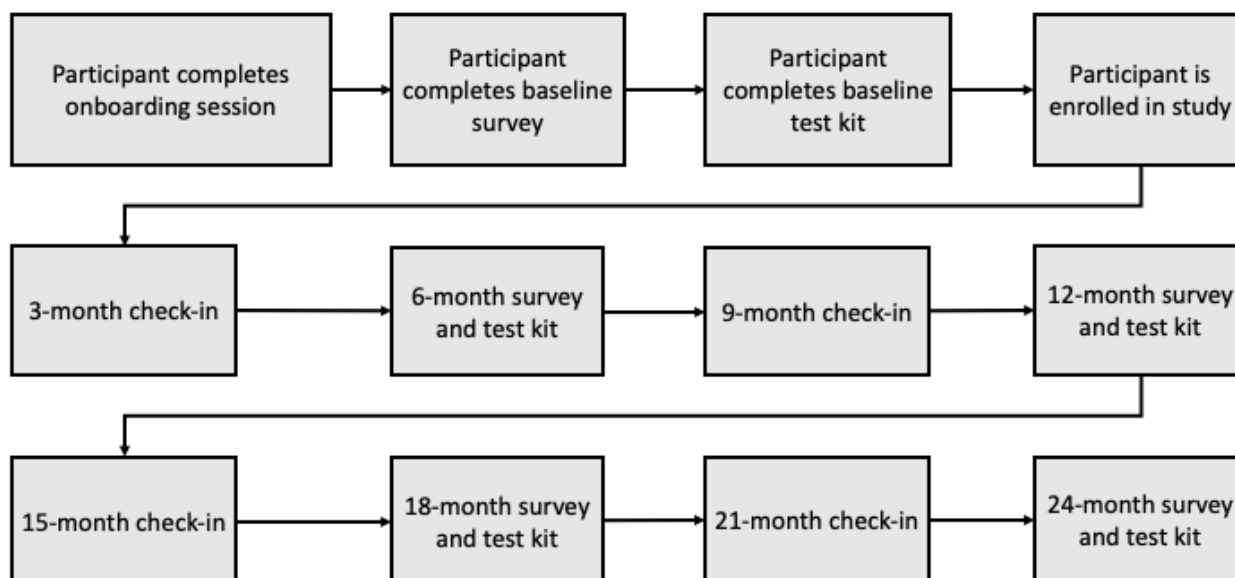 Participant completes
onboarding session
Participant
completes baseline
survey
Participant
completes baseline
test kit
Participant is
enrolled in study
3-month check-in
6-month survey
and test kit
9-month check-in
12-month survey
and test kit
15-month check-in
18-month survey
and test kit
21-month check-in
24-month survey
and test kit